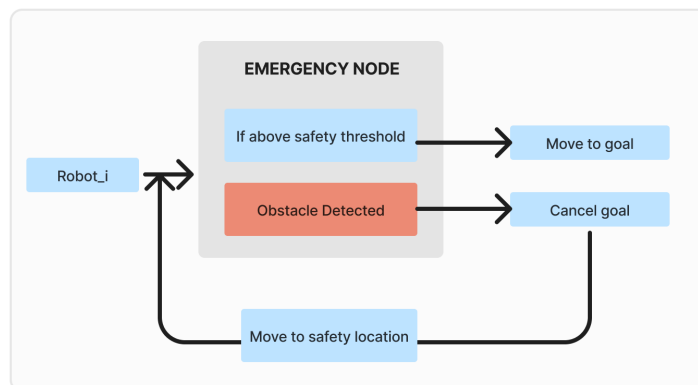 EMERGENCY NODE
If above safety threshold
Move to goal
Robot_i
Obstacle Detected
Cancel goal
Move to safety location